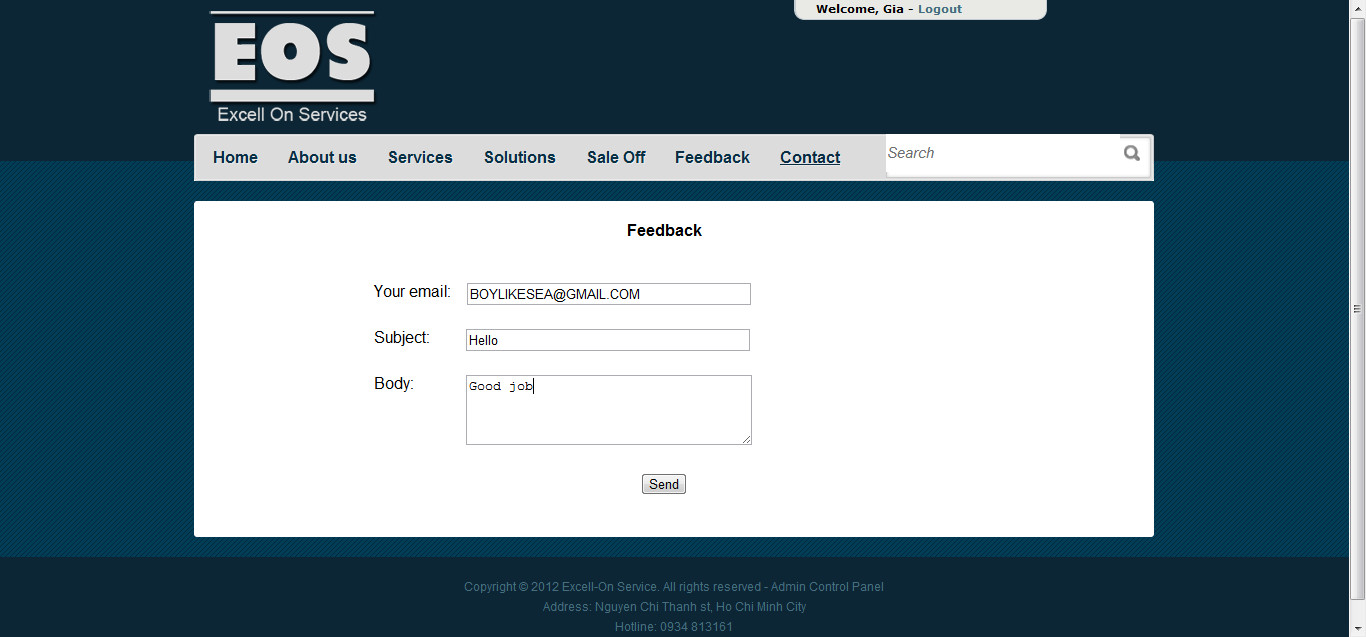 Welcome, Gia - Logout
EOS
Excell On Services
Home About us Services Solutions Sale Off Feedback Contact Search
Feedback
Your email: BOYLIKESEA@GMAIL.COM
Subject: Hello
Body: Good job
Send
Copyright © 2012 Excell-On Service. All rights reserved - Admin Control Panel
Address: Nguyen Chi Thanh st, Ho Chi Minh City
Hotline: 0934 813161